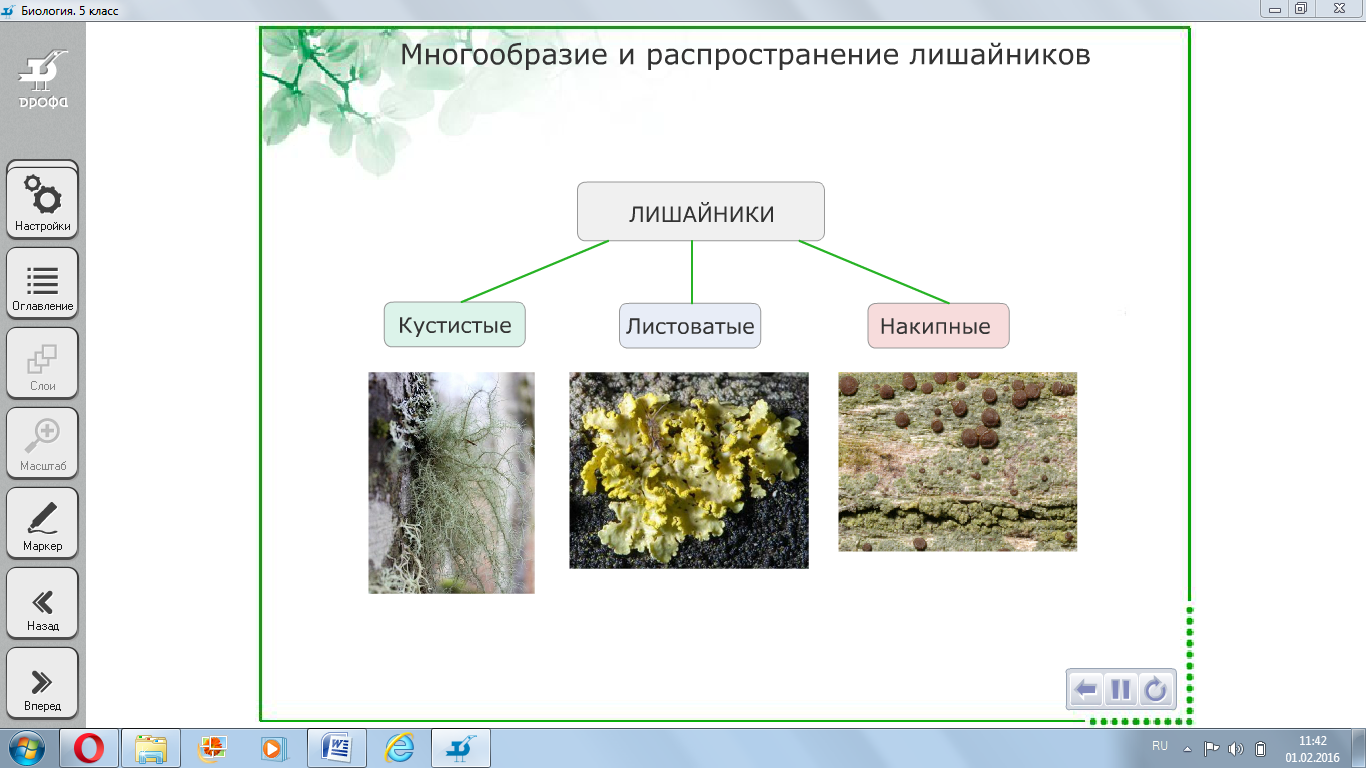 Биология. 5 класс
дрофа
Многообразие и распространение лишайников
Настройки
Оглавление
Слои
Масштаб
Маркер
Назад
Вперед
ЛИШАЙНИКИ
Кустистые
Листоватые
Накипные
RU
11:42
01.02.2016